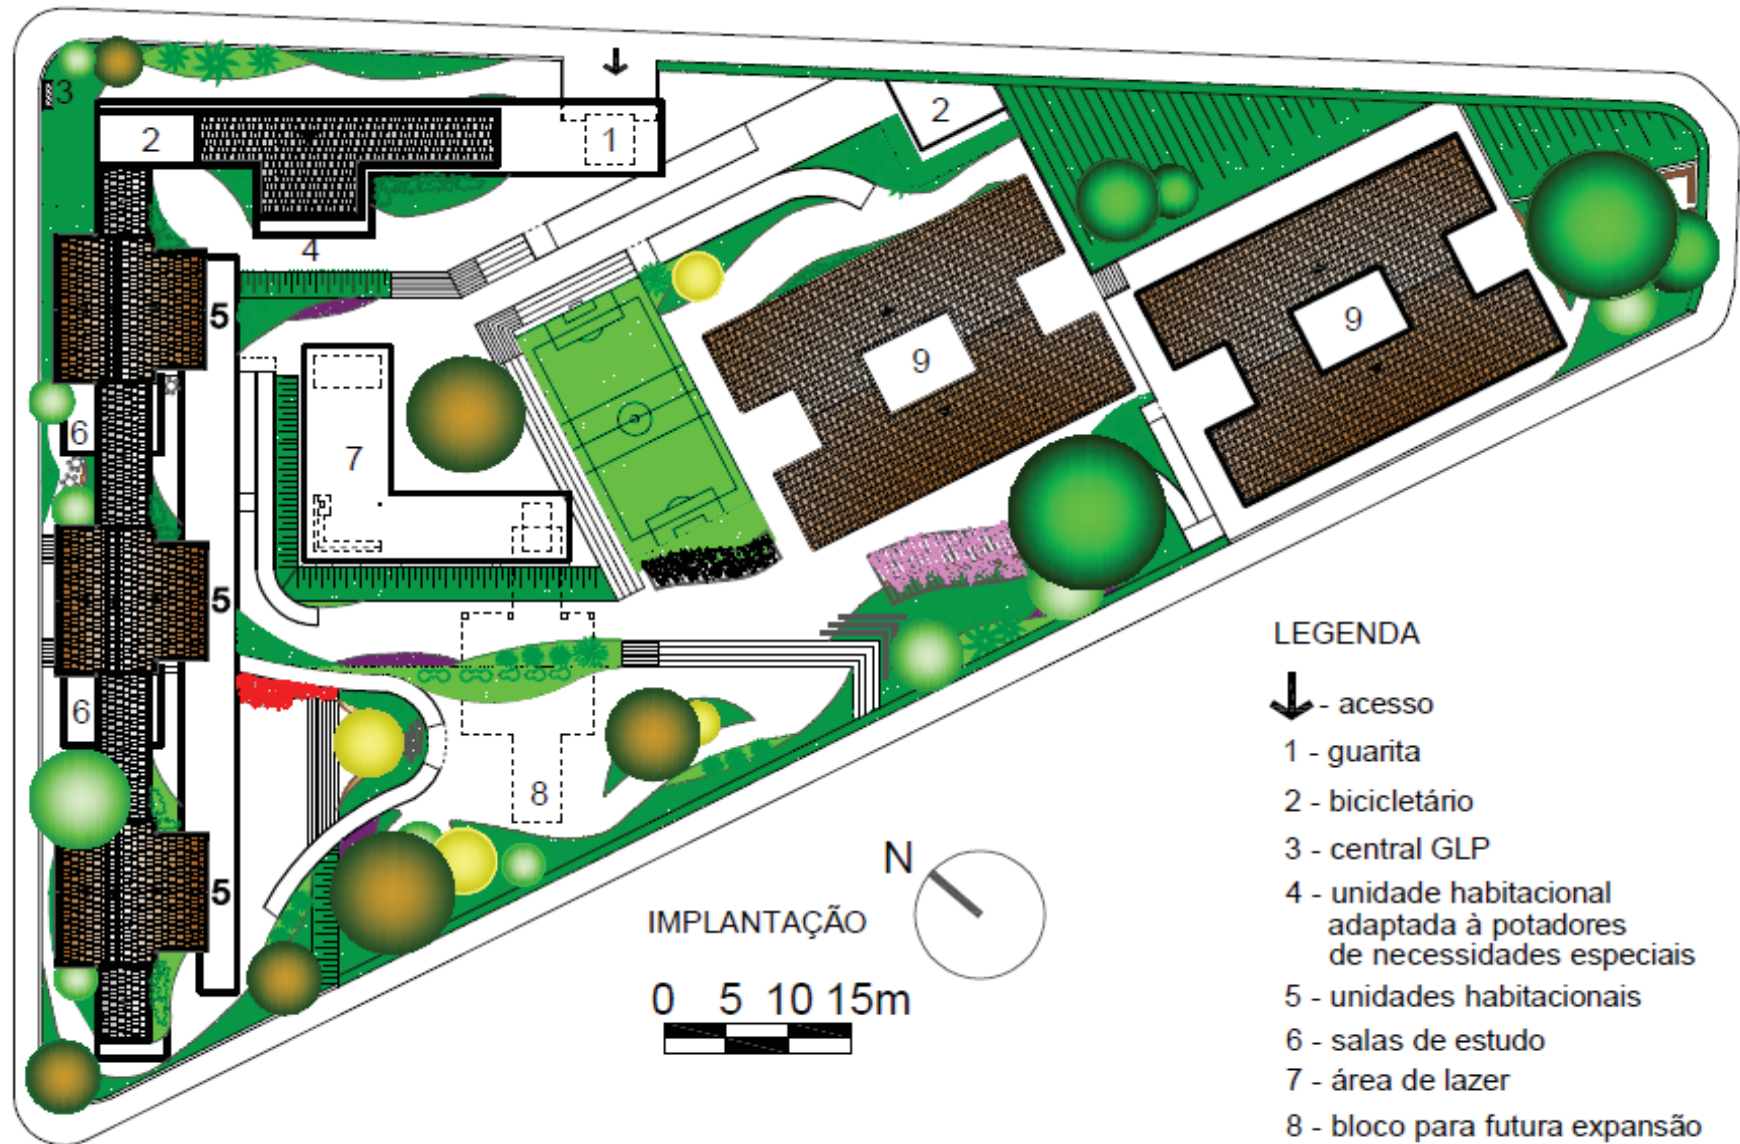 3
2
1
2
4
5
9
9
7
6
5
6
8
5
N
IMPLANTAÇÃO
0 5 10 15m
LEGENDA
- acesso
1 - guarita
2 - bicicletário
3 - central GLP
4 - unidade habitacional
adaptada à potadores
de necessidades especiais
5 - unidades habitacionais
6 - salas de estudo
7 - área de lazer
8 - bloco para futura expansão